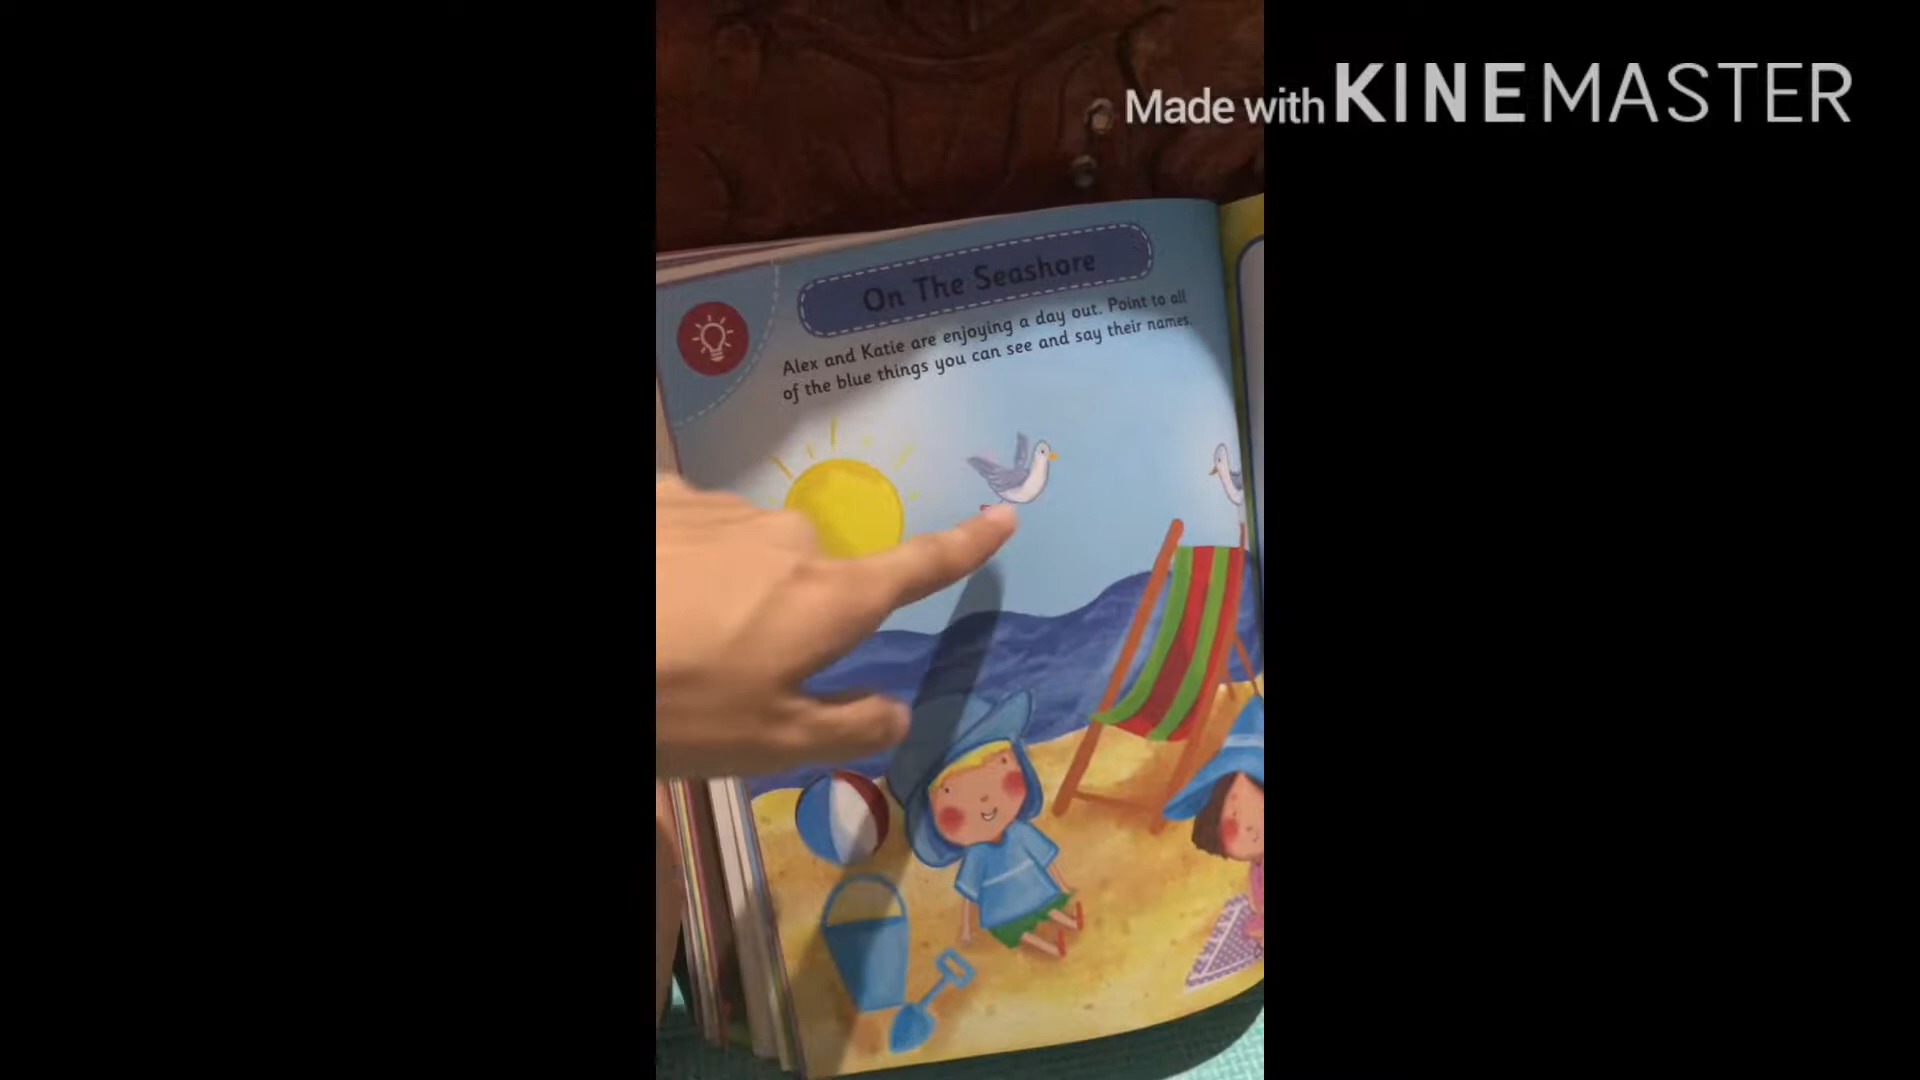 Made with KINEMASTER
On The Seashore
Alex and Katie are enjoying a day out. Point to all
of the blue things you can see and say their names.